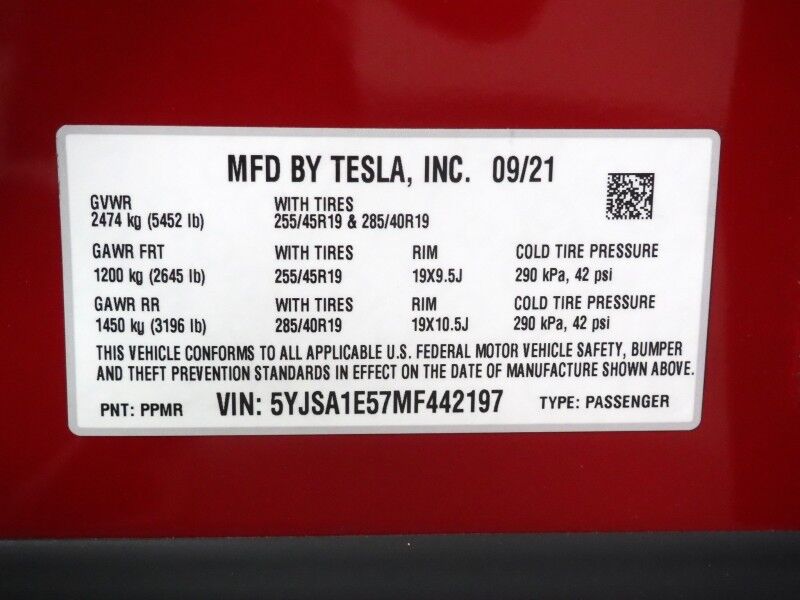 MFD BY TESLA, INC. 09/21
GVWR WITH TIRES
2474 kg (5452 lb) 255/45R19 & 285/40R19
GAWR FRT WITH TIRES RIM COLD TIRE PRESSURE
1200 kg (2645 lb) 255/45R19 19X9.5J 290 kPa, 42 psi
GAWR RR WITH TIRES RIM COLD TIRE PRESSURE
1450 kg (3196 lb) 285/40R19 19X10.5J 290 kPa, 42 psi
THIS VEHICLE CONFORMS TO ALL APPLICABLE U.S. FEDERAL MOTOR VEHICLE SAFETY, BUMPER
AND THEFT PREVENTION STANDARDS IN EFFECT ON THE DATE OF MANUFACTURE SHOWN ABOVE.
PNT: PPMR VIN: 5YJSA1E57MF442197 TYPE: PASSENGER